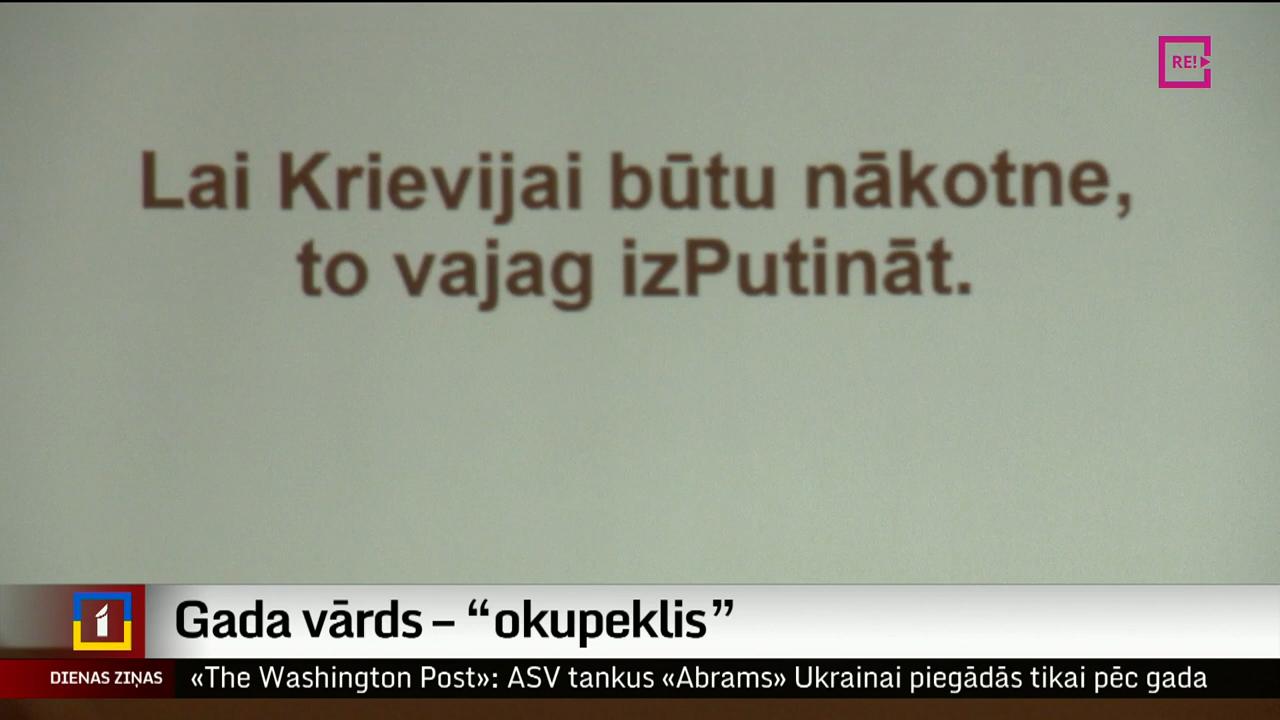 RE!
Lai Krievijai būtu nākotne,
to vajag izPutināt.
1
Gada vārds – “okupeklis”
DIENAS ZIŅAS
«The Washington Post»: ASV tankus «Abrams» Ukrainai piegādās tikai pēc gada